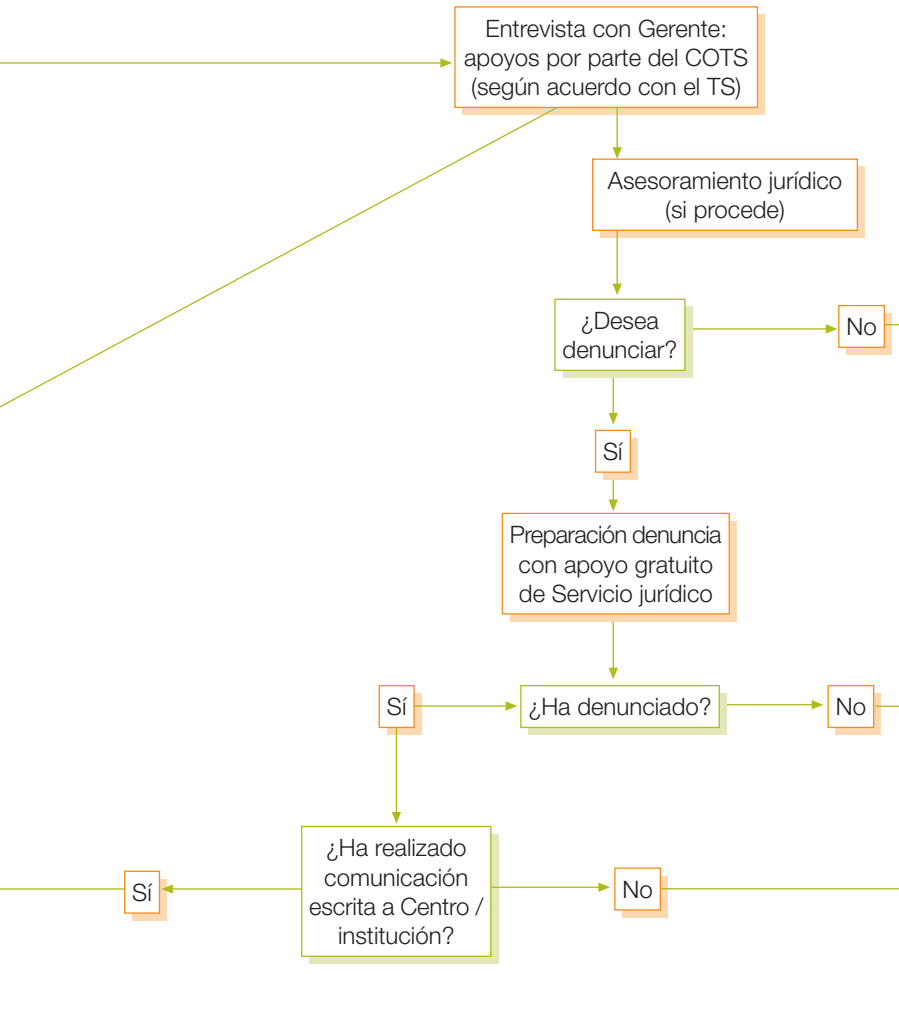 Entrevista con Gerente:
apoyos por parte del COTS
(según acuerdo con el TS)
Asesoramiento jurídico
(si procede)
¿Desea
denunciar?
No
Sí
Preparación denuncia
con apoyo gratuito
de Servicio jurídico
Sí
¿Ha denunciado?
No
¿Ha realizado
comunicación
escrita a Centro /
institución?
Sí
No